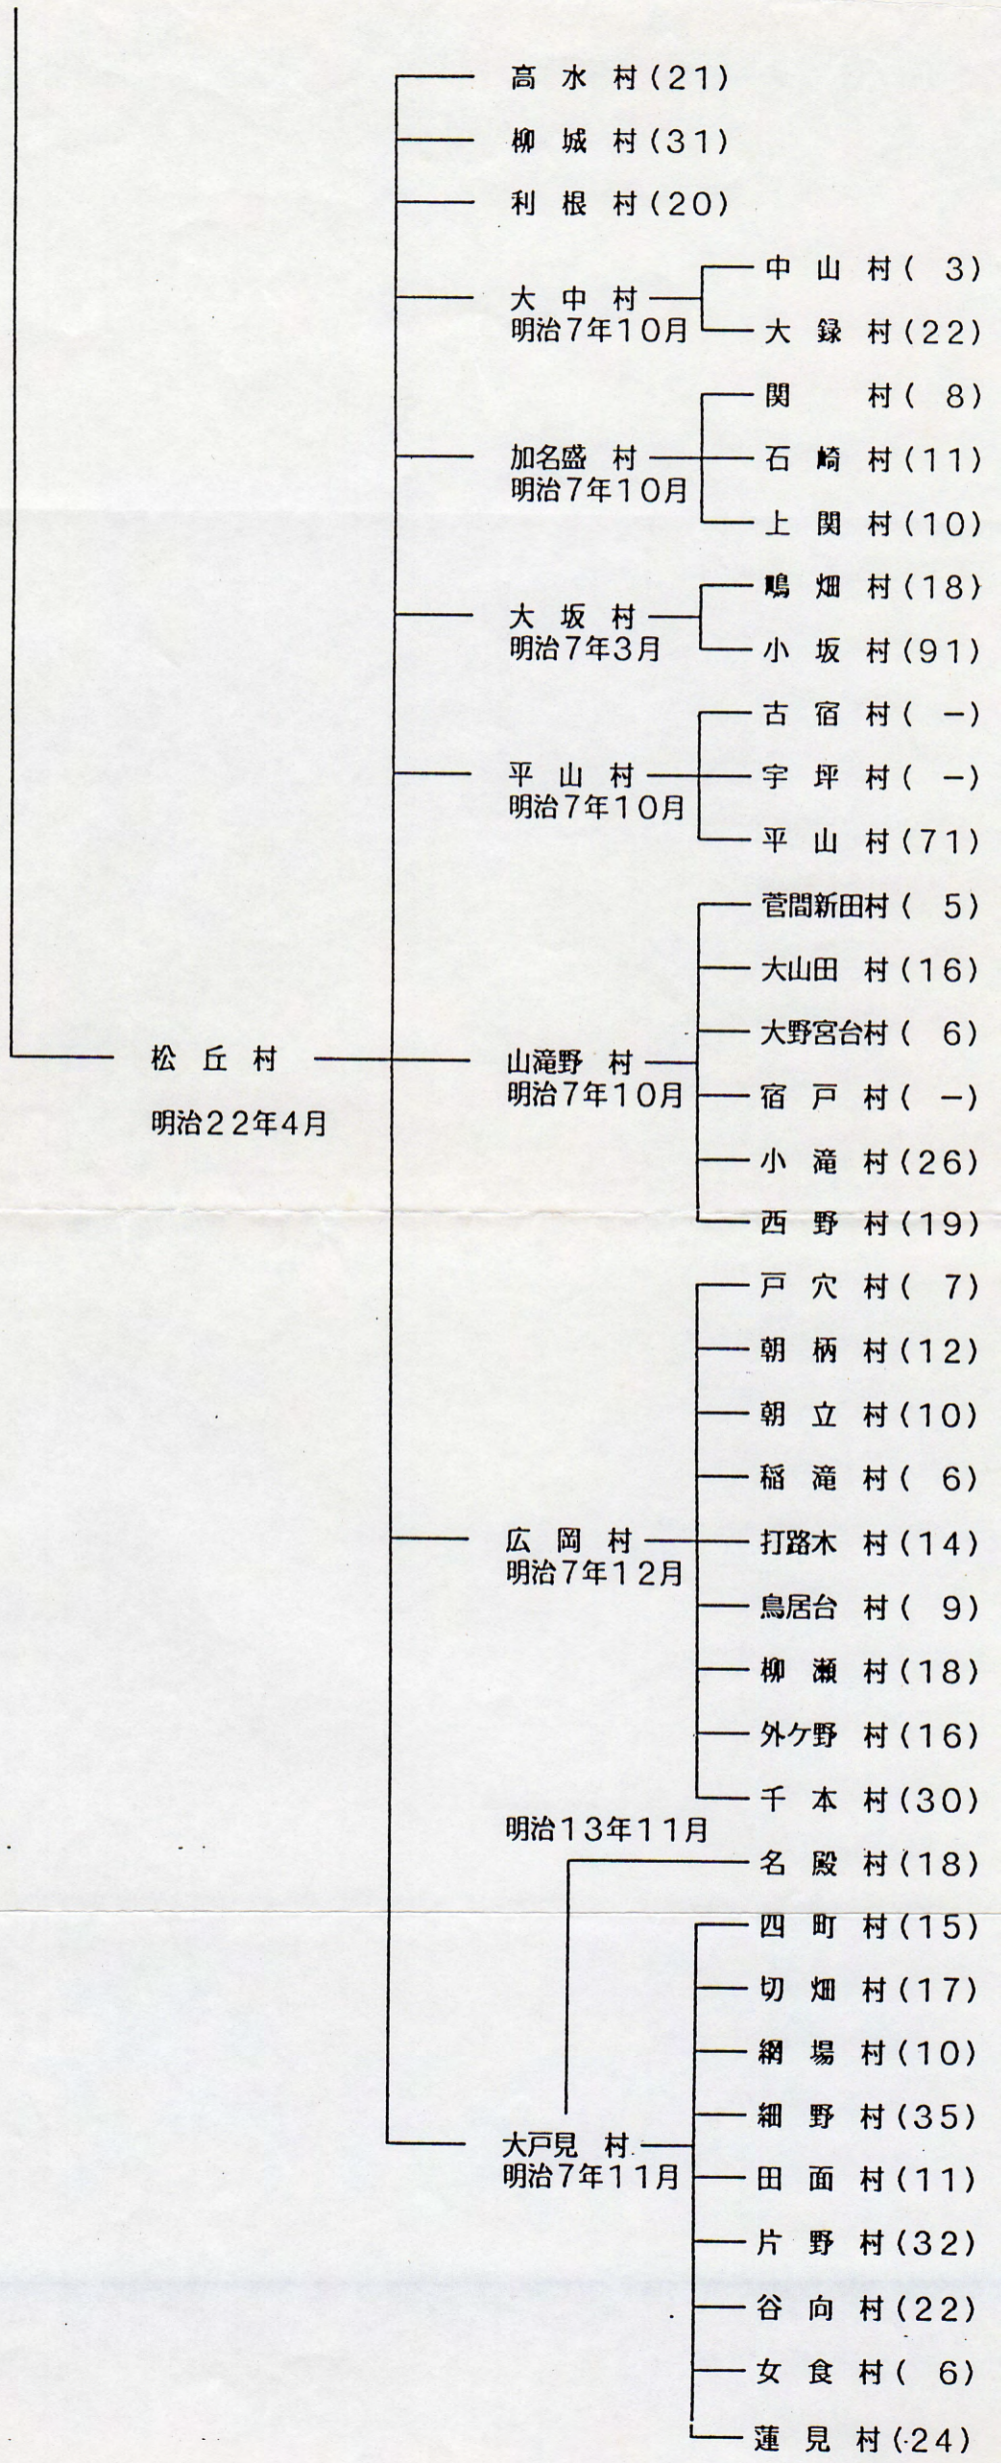 高水村(21)
柳城村(31)
利根村(20)
大中村
明治7年10月
中山村( 3)
大録村(22)
加名盛村
明治7年10月
関村( 8)
石崎村(11)
上関村(10)
大坂村
明治7年3月
鴫畑村(18)
小坂村(91)
平山村
明治7年10月
古宿村( −)
宇坪村( −)
平山村(71)
松丘村
明治22年4月
山滝野村
明治7年10月
菅間新田村( 5)
大山田村(16)
大野宮台村( 6)
宿戸村( −)
小滝村(26)
西野村(19)
広岡村
明治7年12月
戸穴村( 7)
朝柄村(12)
朝立村(10)
稲滝村( 6)
打路木村(14)
鳥居台村( 9)
柳瀬村(18)
外ケ野村(16)
千本村(30)
明治13年11月
名殿村(18)
大戸見村
明治7年11月
四町村(15)
切畑村(17)
網場村(10)
細野村(35)
田面村(11)
片野村(32)
谷向村(22)
女食村( 6)
蓮見村(24)